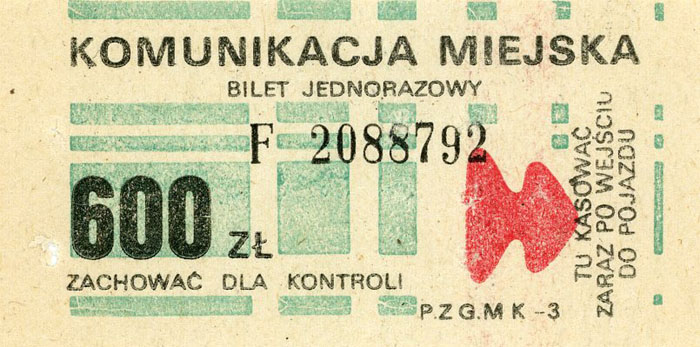 KOMUNIKACJA MIEJSKA
BILET JEDNORAZOWY
F 2088792
600 ZŁ
ZACHOWAĆ DLA KONTROLI
TU KASOWAĆ
ZARAZ PO WEJŚCIU
DO POJAZDU
P.Z.G.M K -3